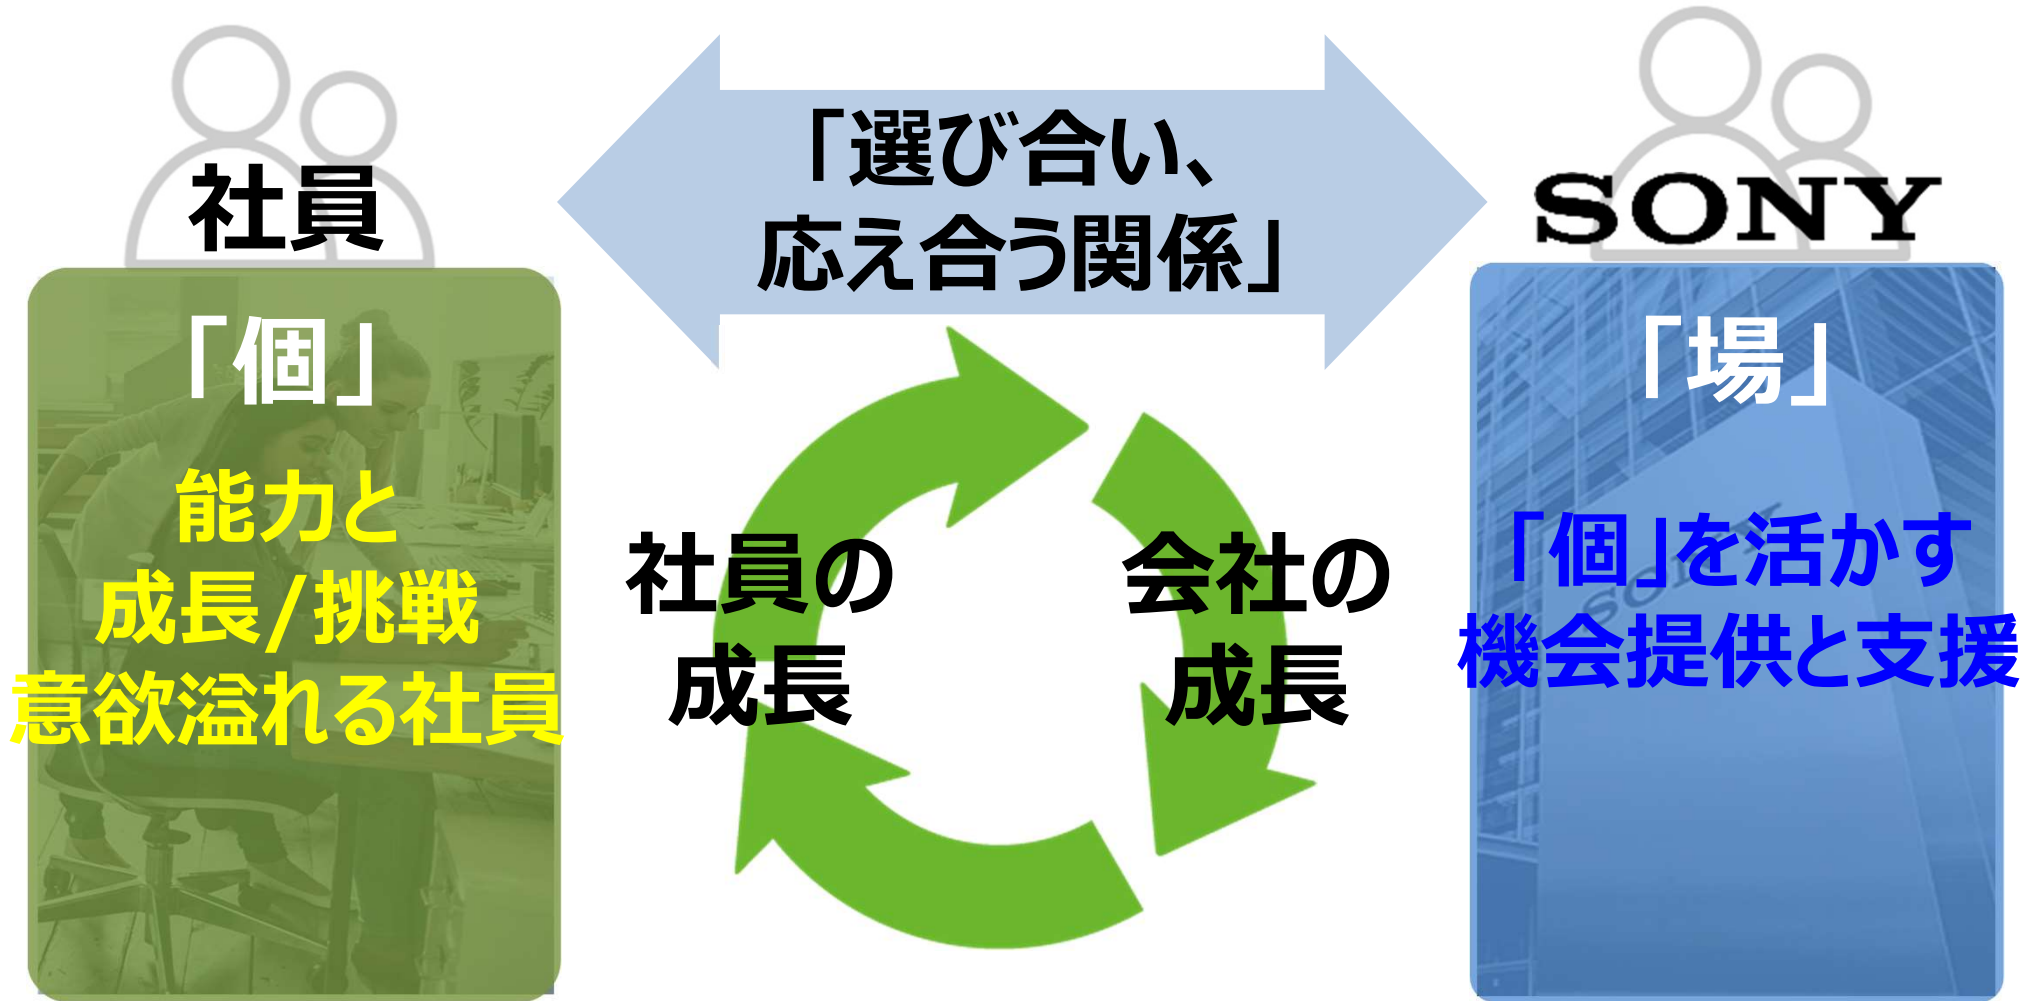 社員
「選び合い、
応え合う関係」
SONY
「個」
能力と
成長/挑戦
意欲溢れる社員
社員の
成長
会社の
成長
「場」
「個」を活かす
機会提供と支援
SONY